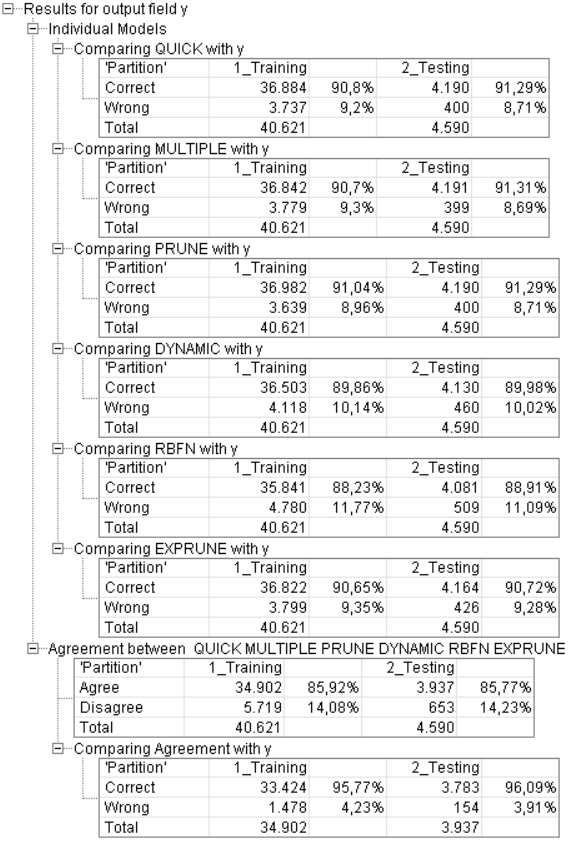 Results for output field y
Individual Models
Comparing QUICK with y
'Partition' 1_Training 2_Testing
Correct 36.884 90,8% 4.190 91,29%
Wrong 3.737 9,2% 400 8,71%
Total 40.621 4.590
Comparing MULTIPLE with y
'Partition' 1_Training 2_Testing
Correct 36.842 90,7% 4.191 91,31%
Wrong 3.779 9,3% 399 8,69%
Total 40.621 4.590
Comparing PRUNE with y
'Partition' 1_Training 2_Testing
Correct 36.982 91,04% 4.190 91,29%
Wrong 3.639 8,96% 400 8,71%
Total 40.621 4.590
Comparing DYNAMIC with y
'Partition' 1_Training 2_Testing
Correct 36.503 89,86% 4.130 89,98%
Wrong 4.118 10,14% 460 10,02%
Total 40.621 4.590
Comparing RBFN with y
'Partition' 1_Training 2_Testing
Correct 35.841 88,23% 4.081 88,91%
Wrong 4.780 11,77% 509 11,09%
Total 40.621 4.590
Comparing EXPRUNE with y
'Partition' 1_Training 2_Testing
Correct 36.822 90,65% 4.164 90,72%
Wrong 3.799 9,35% 426 9,28%
Total 40.621 4.590
Agreement between QUICK MULTIPLE PRUNE DYNAMIC RBFN EXPRUNE
'Partition' 1_Training 2_Testing
Agree 34.902 85,92% 3.937 85,77%
Disagree 5.719 14,08% 653 14,23%
Total 40.621 4.590
Comparing Agreement with y
'Partition' 1_Training 2_Testing
Correct 33.424 95,77% 3.783 96,09%
Wrong 1.478 4,23% 154 3,91%
Total 34.902 3.937